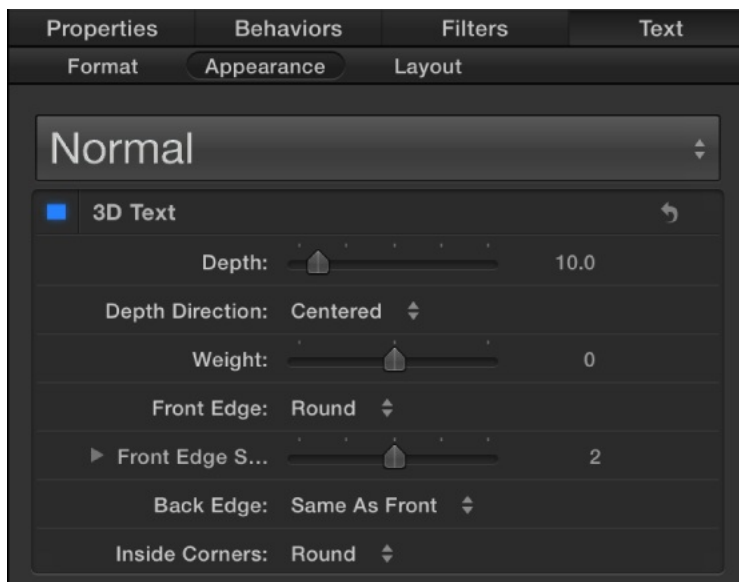 Properties Behaviors Filters Text
Format Appearance Layout
Normal
3D Text
Depth: 10.0
Depth Direction: Centered
Weight: 0
Front Edge: Round
Front Edge S... 2
Back Edge: Same As Front
Inside Corners: Round